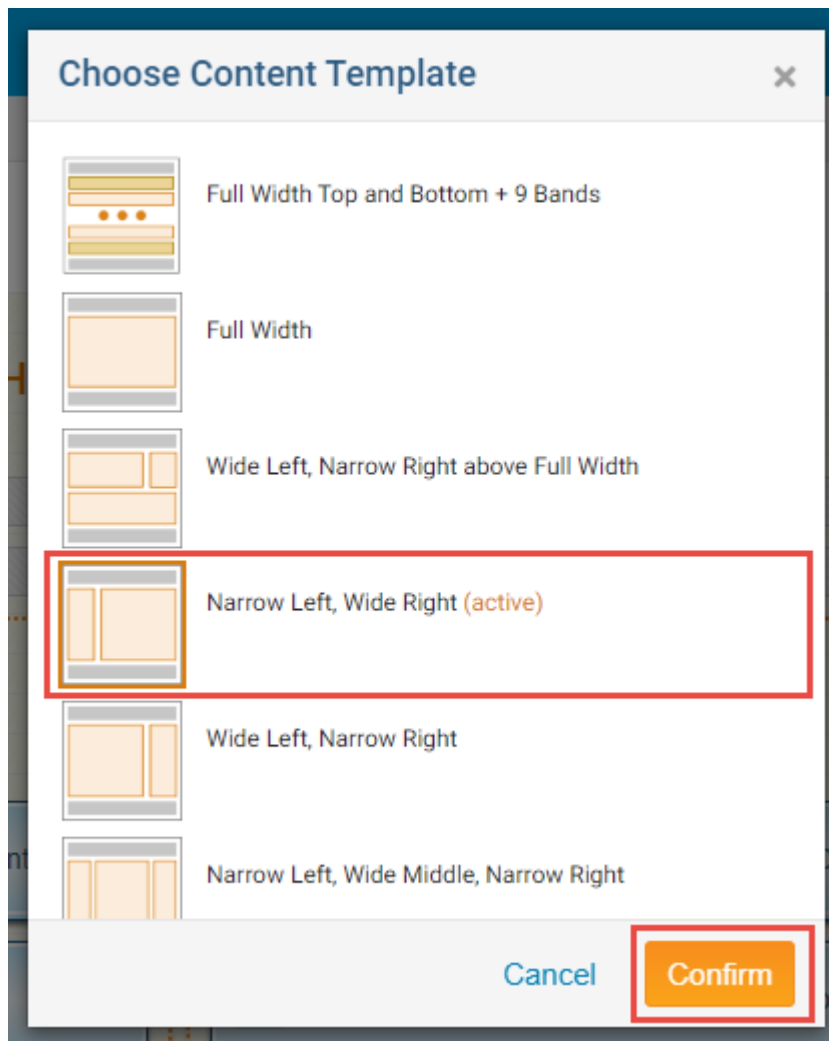 Choose Content Template
Full Width Top and Bottom + 9 Bands
Full Width
Wide Left, Narrow Right above Full Width
Narrow Left, Wide Right (active)
Wide Left, Narrow Right
Narrow Left, Wide Middle, Narrow Right
Cancel Confirm